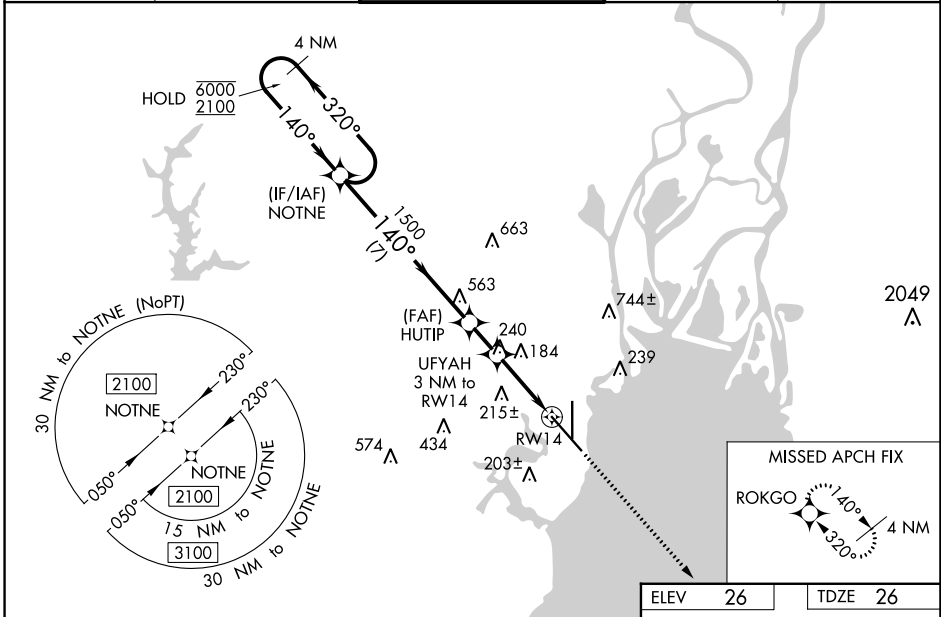 4 NM
HOLD
6000
2100
320°
140°
(IF/IAF)
NOTNE
1500
140°
(7)
663
563
744±
2049
(FAF)
HUTIP
240
184
239
UFYAH
3 NM to
RW14
215±
RW14
434
574
203±
30 NM to NOTNE (NoPT)
2100
NOTNE
230°
050°
230°
NOTNE
050°
2100
15 NM to NOTNE
3100
30 NM to NOTNE
MISSED APCH FIX
ROKGO
140°
4 NM
320°
ELEV 26
TDZE 26